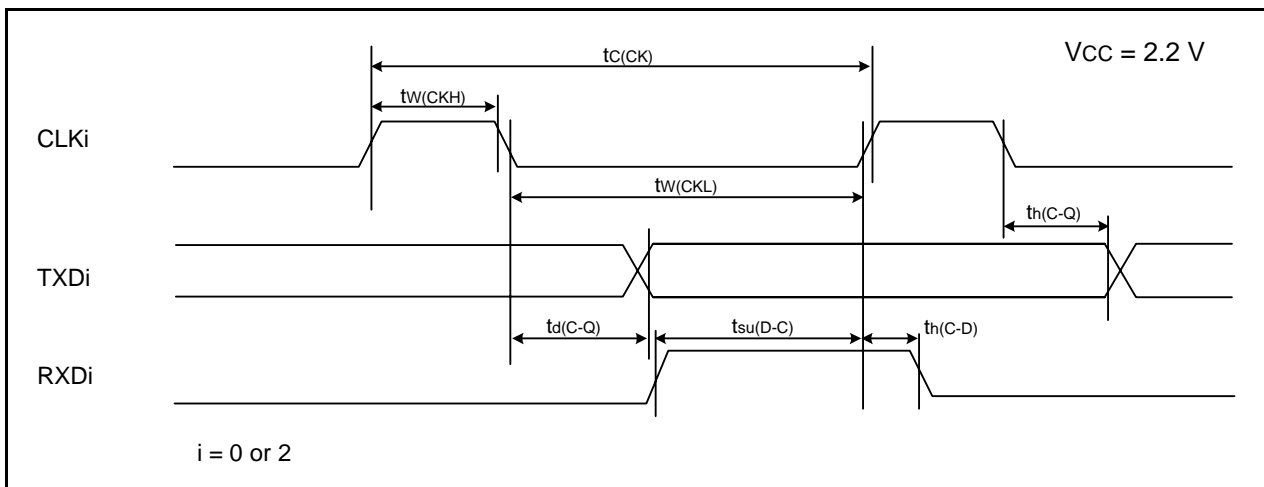 VCC = 2.2 V
tC(CK)
tW(CKH)
CLKi
tW(CKL)
th(C-Q)
TXDi
td(C-Q)
tsu(D-C)
th(C-D)
RXDi
i = 0 or 2